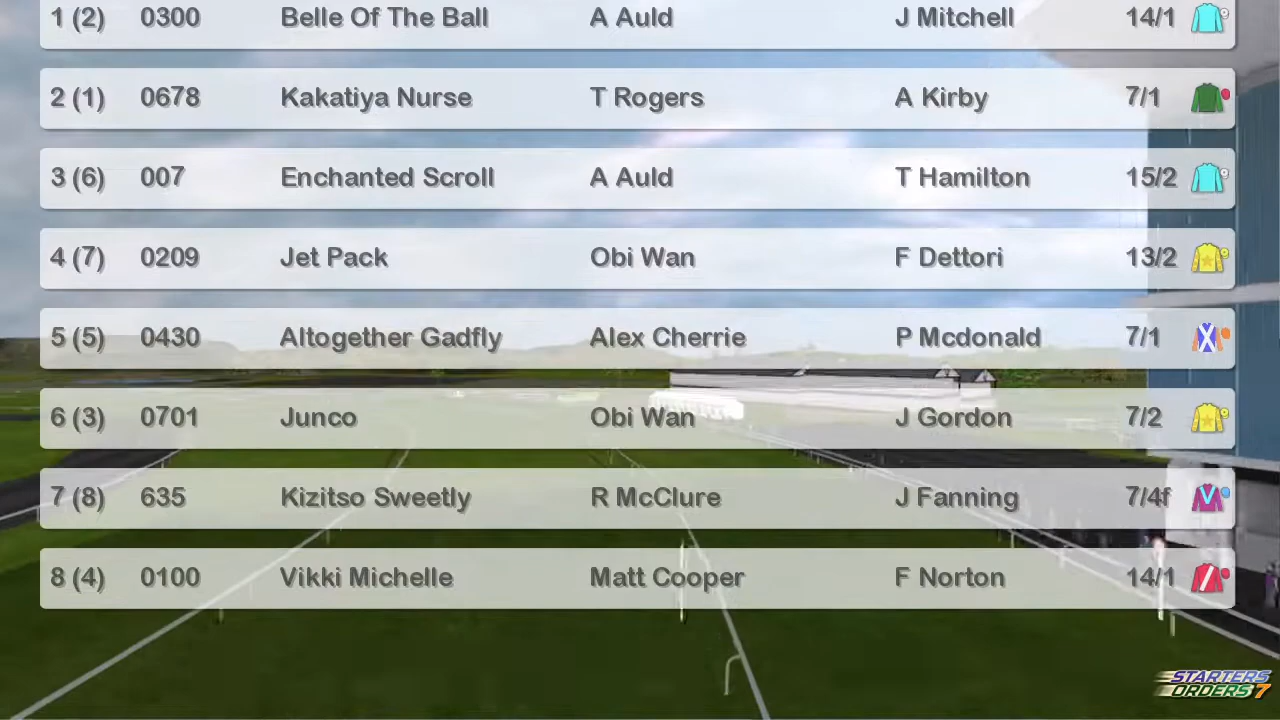 1 (2) 0300 Belle Of The Ball A Auld J Mitchell 14/1
2 (1) 0678 Kakatiya Nurse T Rogers A Kirby 7/1
3 (6) 007 Enchanted Scroll A Auld T Hamilton 15/2
4 (7) 0209 Jet Pack Obi Wan F Dettori 13/2
5 (5) 0430 Altogether Gadfly Alex Cherrie P Mcdonald 7/1
6 (3) 0701 Junco Obi Wan J Gordon 7/2
7 (8) 635 Kizitso Sweetly R McClure J Fanning 7/4f
8 (4) 0100 Vikki Michelle Matt Cooper F Norton 14/1
STARTERS
ORDERS 7